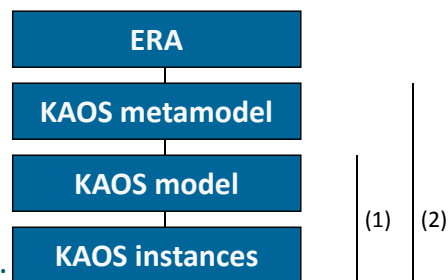 ERA
KAOS metamodel
KAOS model
(1) (2)
. KAOS instances